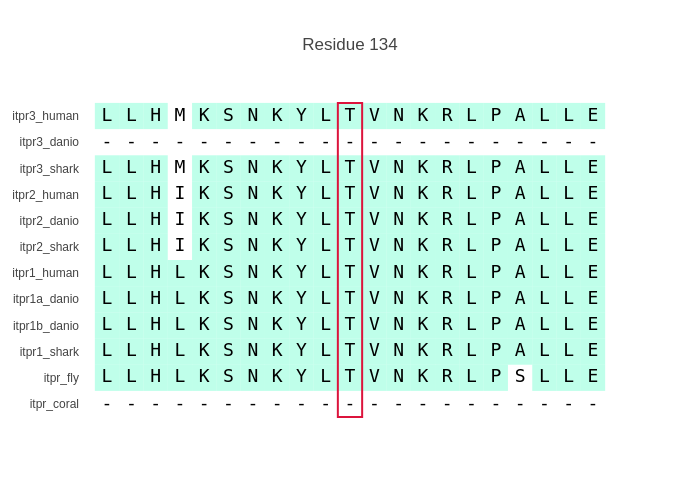 Residue 134
itpr3_human L L H M K S N K Y L T V N K R L P A L L E
itpr3_danio - - - - - - - - - - - - - - - - - - - - -
itpr3_shark L L H M K S N K Y L T V N K R L P A L L E
itpr2_human L L H I K S N K Y L T V N K R L P A L L E
itpr2_danio L L H I K S N K Y L T V N K R L P A L L E
itpr2_shark L L H I K S N K Y L T V N K R L P A L L E
itpr1_human L L H L K S N K Y L T V N K R L P A L L E
itpr1a_danio L L H L K S N K Y L T V N K R L P A L L E
itpr1b_danio L L H L K S N K Y L T V N K R L P A L L E
itpr1_shark L L H L K S N K Y L T V N K R L P A L L E
itpr_fly L L H L K S N K Y L T V N K R L P S L L E
itpr_coral - - - - - - - - - - - - - - - - - - - - -